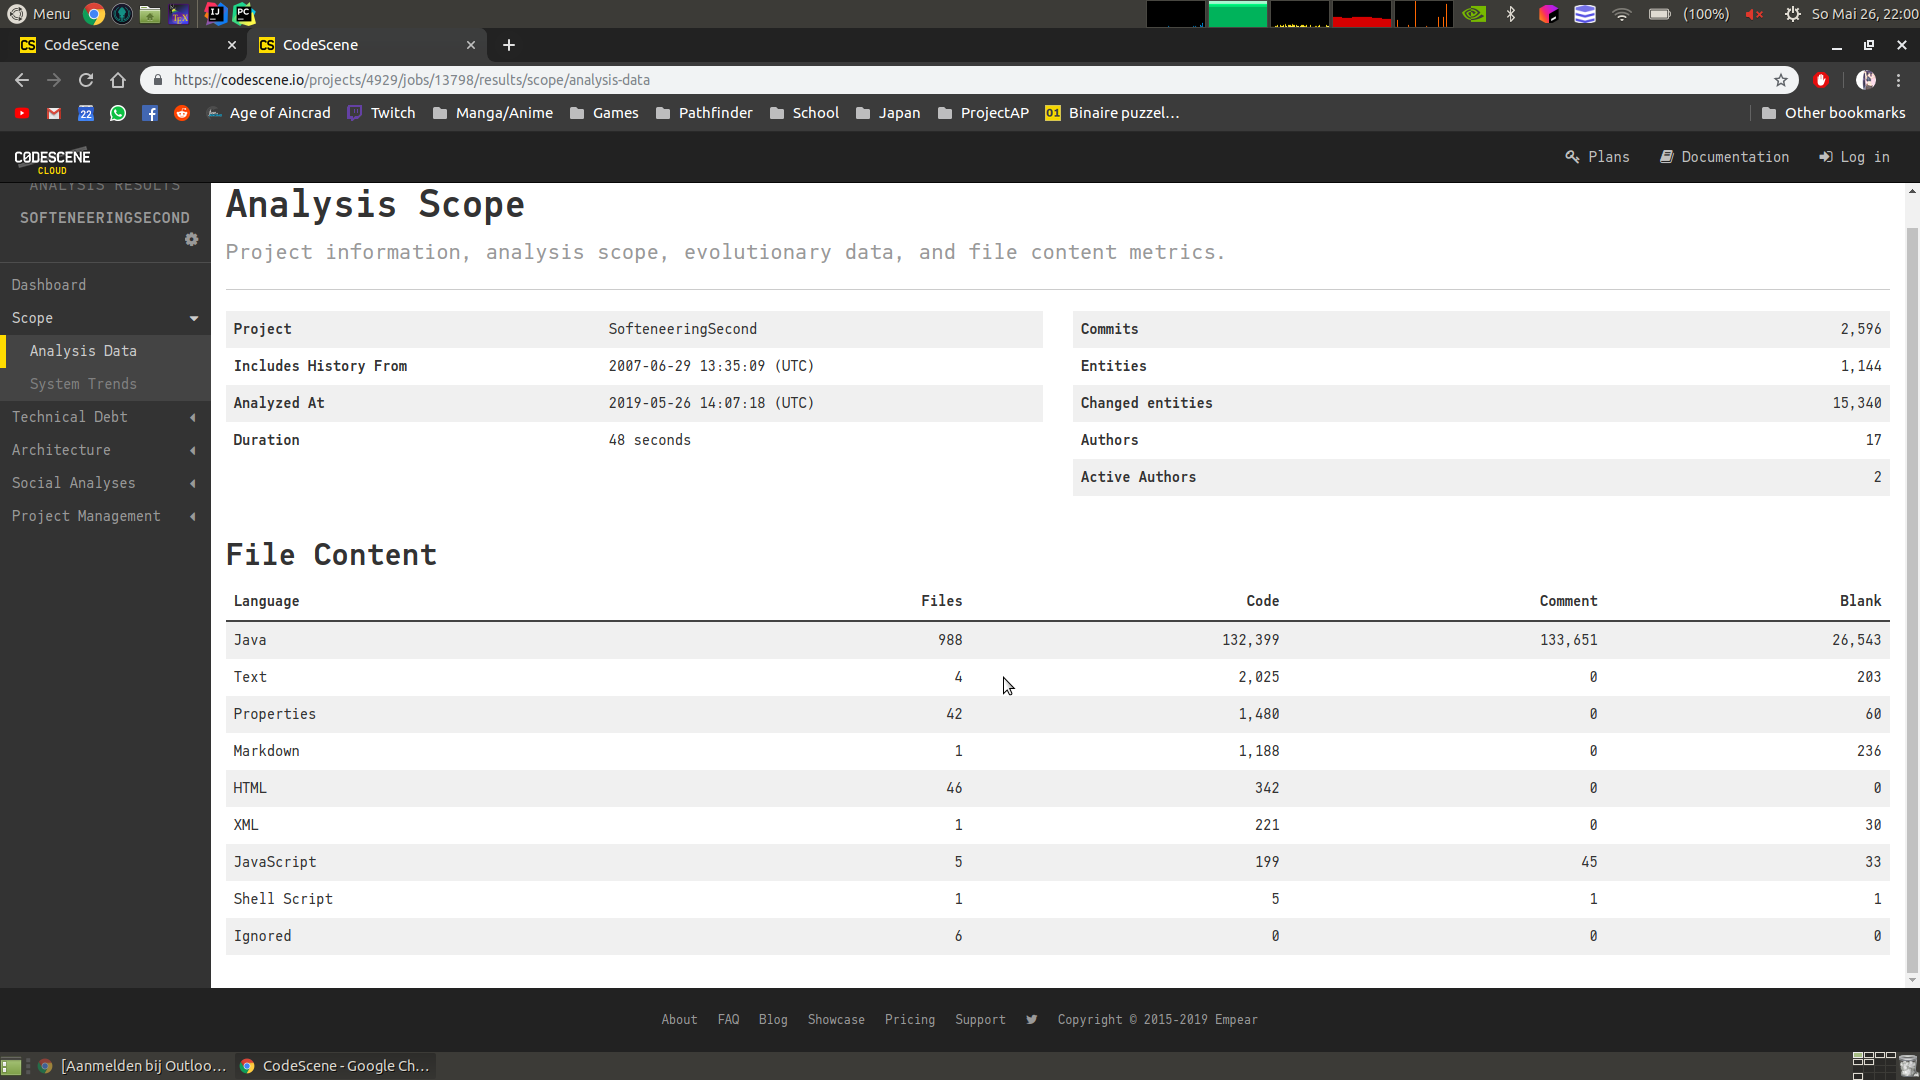 Menu
(100%)
So Mai 26, 22:00
CS CodeScene
CS CodeScene
https://codescene.io/projects/4929/jobs/13798/results/scope/analysis-data
22
Age of Aincrad
Twitch
Manga/Anime
Games
Pathfinder
School
Japan
ProjectAP
01 Binaire puzzel...
Other bookmarks
CODESCENE
CLOUD
Plans
Documentation
Log in
ANALYSIS RESULTS
SOFTENEERINGSECOND
Dashboard
Scope
Analysis Data
System Trends
Technical Debt
Architecture
Social Analyses
Project Management
Analysis Scope
Project information, analysis scope, evolutionary data, and file content metrics.
Project SofteneeringSecond
Includes History From 2007-06-29 13:35:09 (UTC)
Analyzed At 2019-05-26 14:07:18 (UTC)
Duration 48 seconds
Commits 2,596
Entities 1,144
Changed entities 15,340
Authors 17
Active Authors 2
File Content
Language Files Code Comment Blank
Java 988 132,399 133,651 26,543
Text 4 2,025 0 203
Properties 42 1,480 0 60
Markdown 1 1,188 0 236
HTML 46 342 0 0
XML 1 221 0 30
JavaScript 5 199 45 33
Shell Script 1 5 1 1
Ignored 6 0 0 0
About FAQ Blog Showcase Pricing Support Copyright © 2015-2019 Empear
[Aanmelden bij Outloo...
CodeScene - Google Ch...